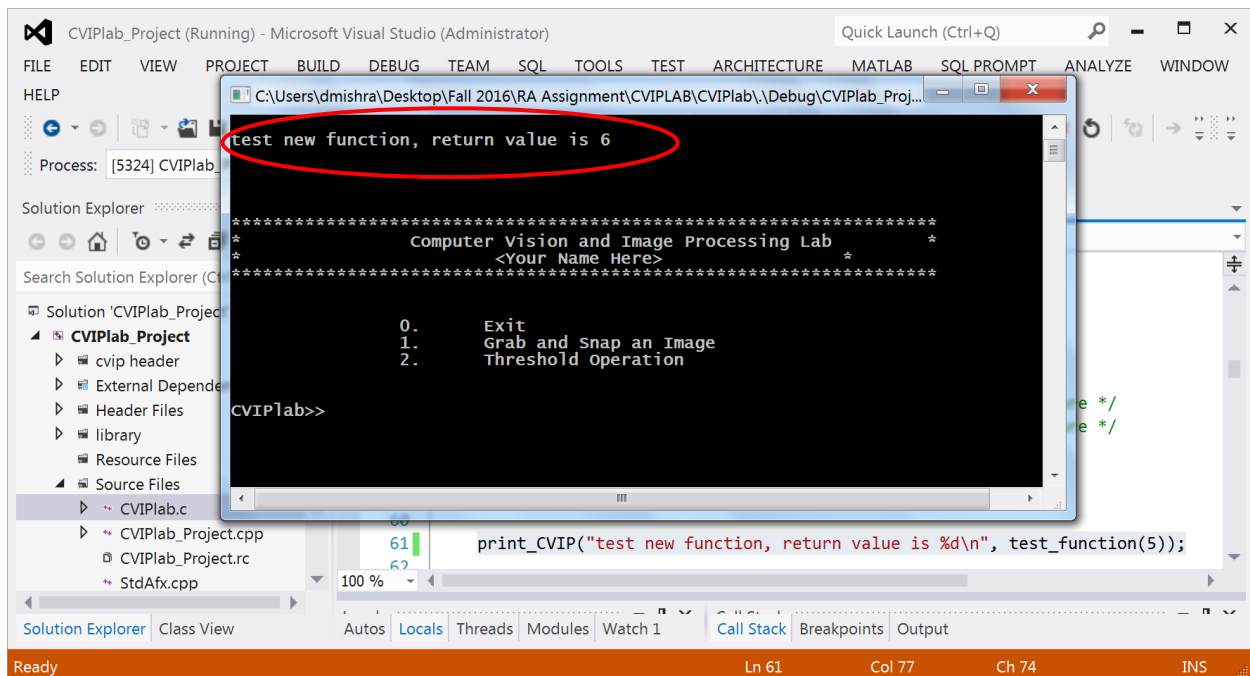 CVIPlab_Project (Running) - Microsoft Visual Studio (Administrator)
Quick Launch (Ctrl+Q)
FILE EDIT VIEW PROJECT BUILD DEBUG TEAM SQL TOOLS TEST ARCHITECTURE MATLAB SQL PROMPT ANALYZE WINDOW
HELP
C:\Users\dmishra\Desktop\Fall 2016\RA Assignment\CVIPLAB\CVIPlab\.\Debug\CVIPlab_Proj...
test new function, return value is 6
Process: [5324] CVIPlab_
Solution Explorer
*******************************************************************
* Computer Vision and Image Processing Lab *
* <Your Name Here> *
*******************************************************************
Search Solution Explorer
0. Exit
1. Grab and Snap an Image
2. Threshold Operation
CVIPlab>>
Solution 'CVIPlab_Projec
CVIPlab_Project
cvip header
External Depende
Header Files
library
Resource Files
Source Files
CVIPlab.c
CVIPlab_Project.cpp
CVIPlab_Project.rc
StdAfx.cpp
e */
e */
60
61 print_CVIP("test new function, return value is %d\n", test_function(5));
62
100 %
Solution Explorer Class View
Autos Locals Threads Modules Watch 1
Call Stack Breakpoints Output
Ready Ln 61 Col 77 Ch 74 INS